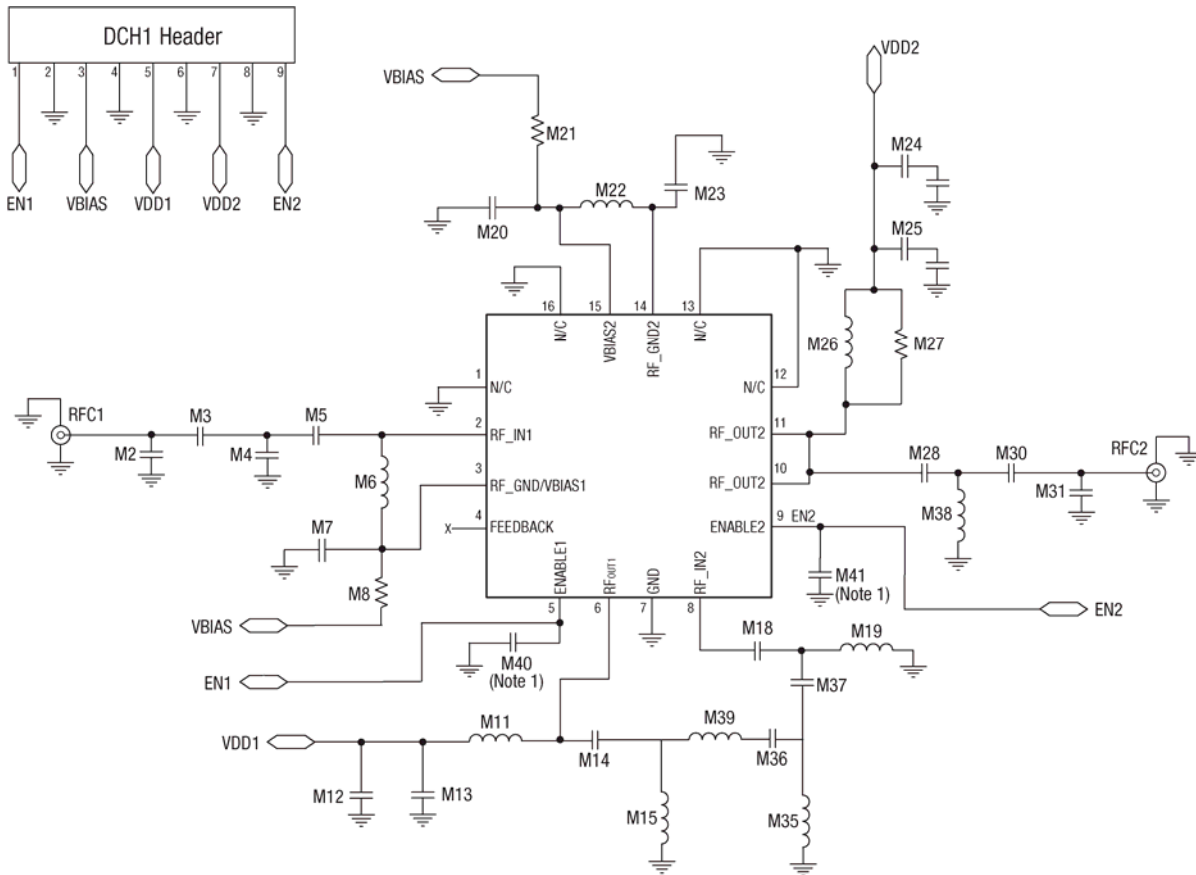 DCH1 Header
1 2 3 4 5 6 7 8 9
EN1 VBIAS VDD1 VDD2 EN2
VBIAS
VDD2
M21
M24
M22
M23
M20
M25
16 15 14 13
N/C VBIAS2 RF_GND2 N/C
M26 M27
1 N/C
12 N/C
RFC1
M3
M5
2 RF_IN1
11 RF_OUT2
M2
M4
M28
M30
RFC2
M6
3 RF_GND/VBIAS1
10 RF_OUT2
M31
M38
M7
4 FEEDBACK
X
9 ENABLE2
EN2
M8
ENABLE1 RFOUT1 GND RF_IN2
5 6 7 8
M41
(Note 1)
VBIAS
EN2
M18
M19
M40
(Note 1)
EN1
M37
M11
M39
VDD1
M14
M36
M12
M13
M15
M35